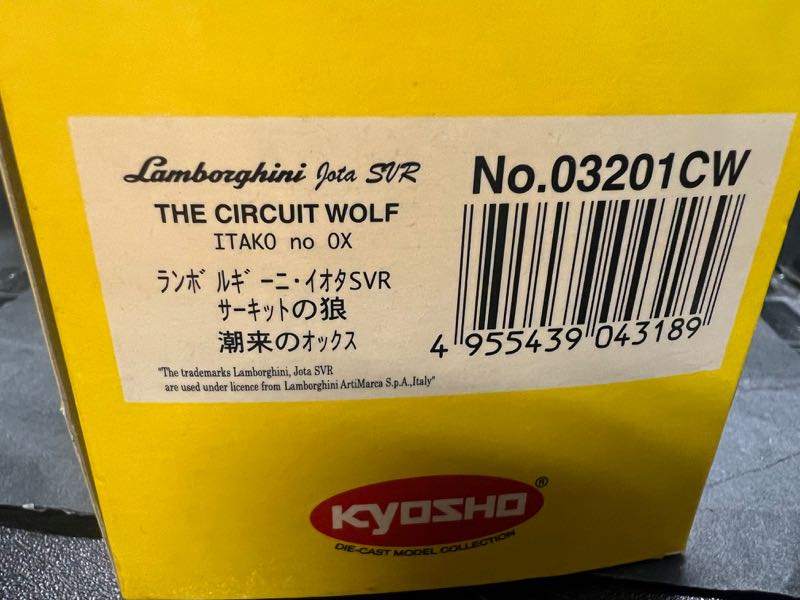 Lamborghini Jota SVR
No.03201CW
THE CIRCUIT WOLF
ITAKO no OX
ランボルギーニ・イオタSVR
サーキットの狼
潮来のオックス
4 955439 043189
"The trademarks Lamborghini, Jota SVR
are used under licence from Lamborghini ArtiMarca S.p.A.,Italy"
KYOSHO®
DIE-CAST MODEL COLLECTION